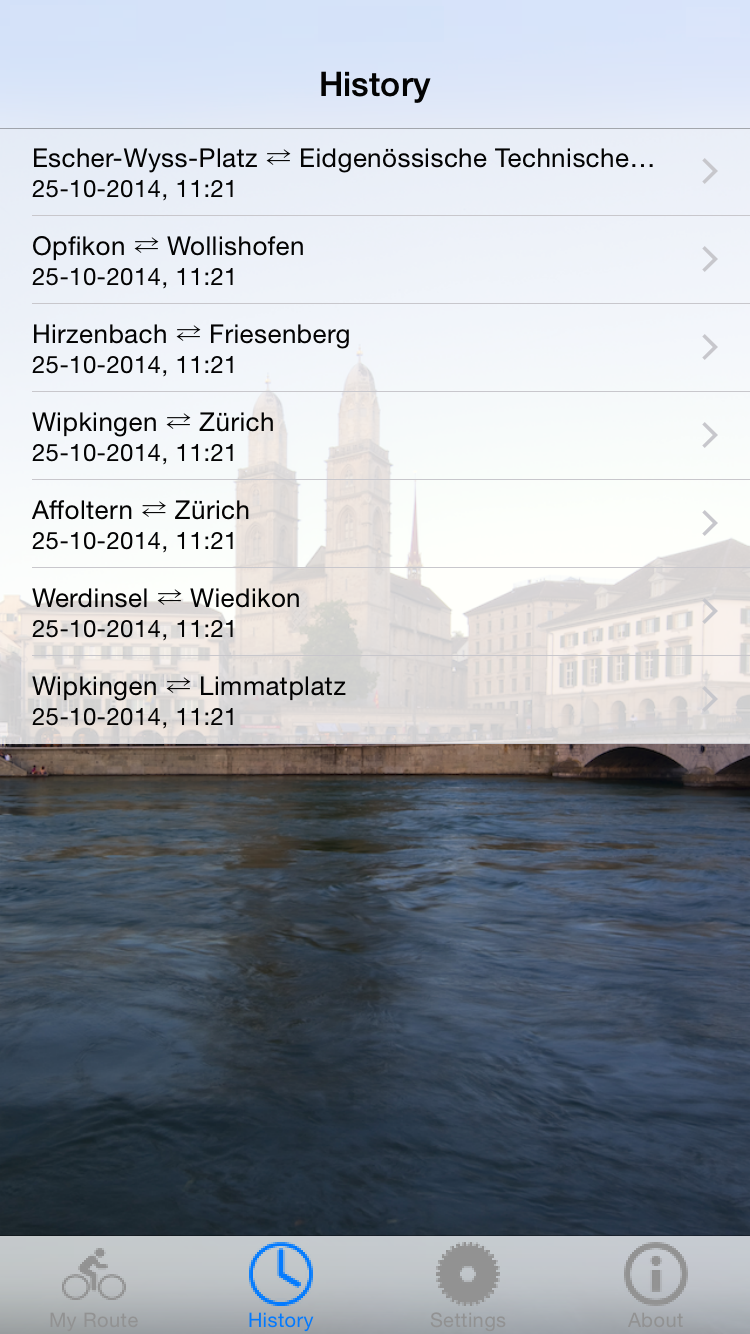 History
Escher-Wyss-Platz ⇄ Eidgenössische Technische…
25-10-2014, 11:21
Opfikon ⇄ Wollishofen
25-10-2014, 11:21
Hirzenbach ⇄ Friesenberg
25-10-2014, 11:21
Wipkingen ⇄ Zürich
25-10-2014, 11:21
Affoltern ⇄ Zürich
25-10-2014, 11:21
Werdinsel ⇄ Wiedikon
25-10-2014, 11:21
Wipkingen ⇄ Limmatplatz
25-10-2014, 11:21
My Route History Settings About